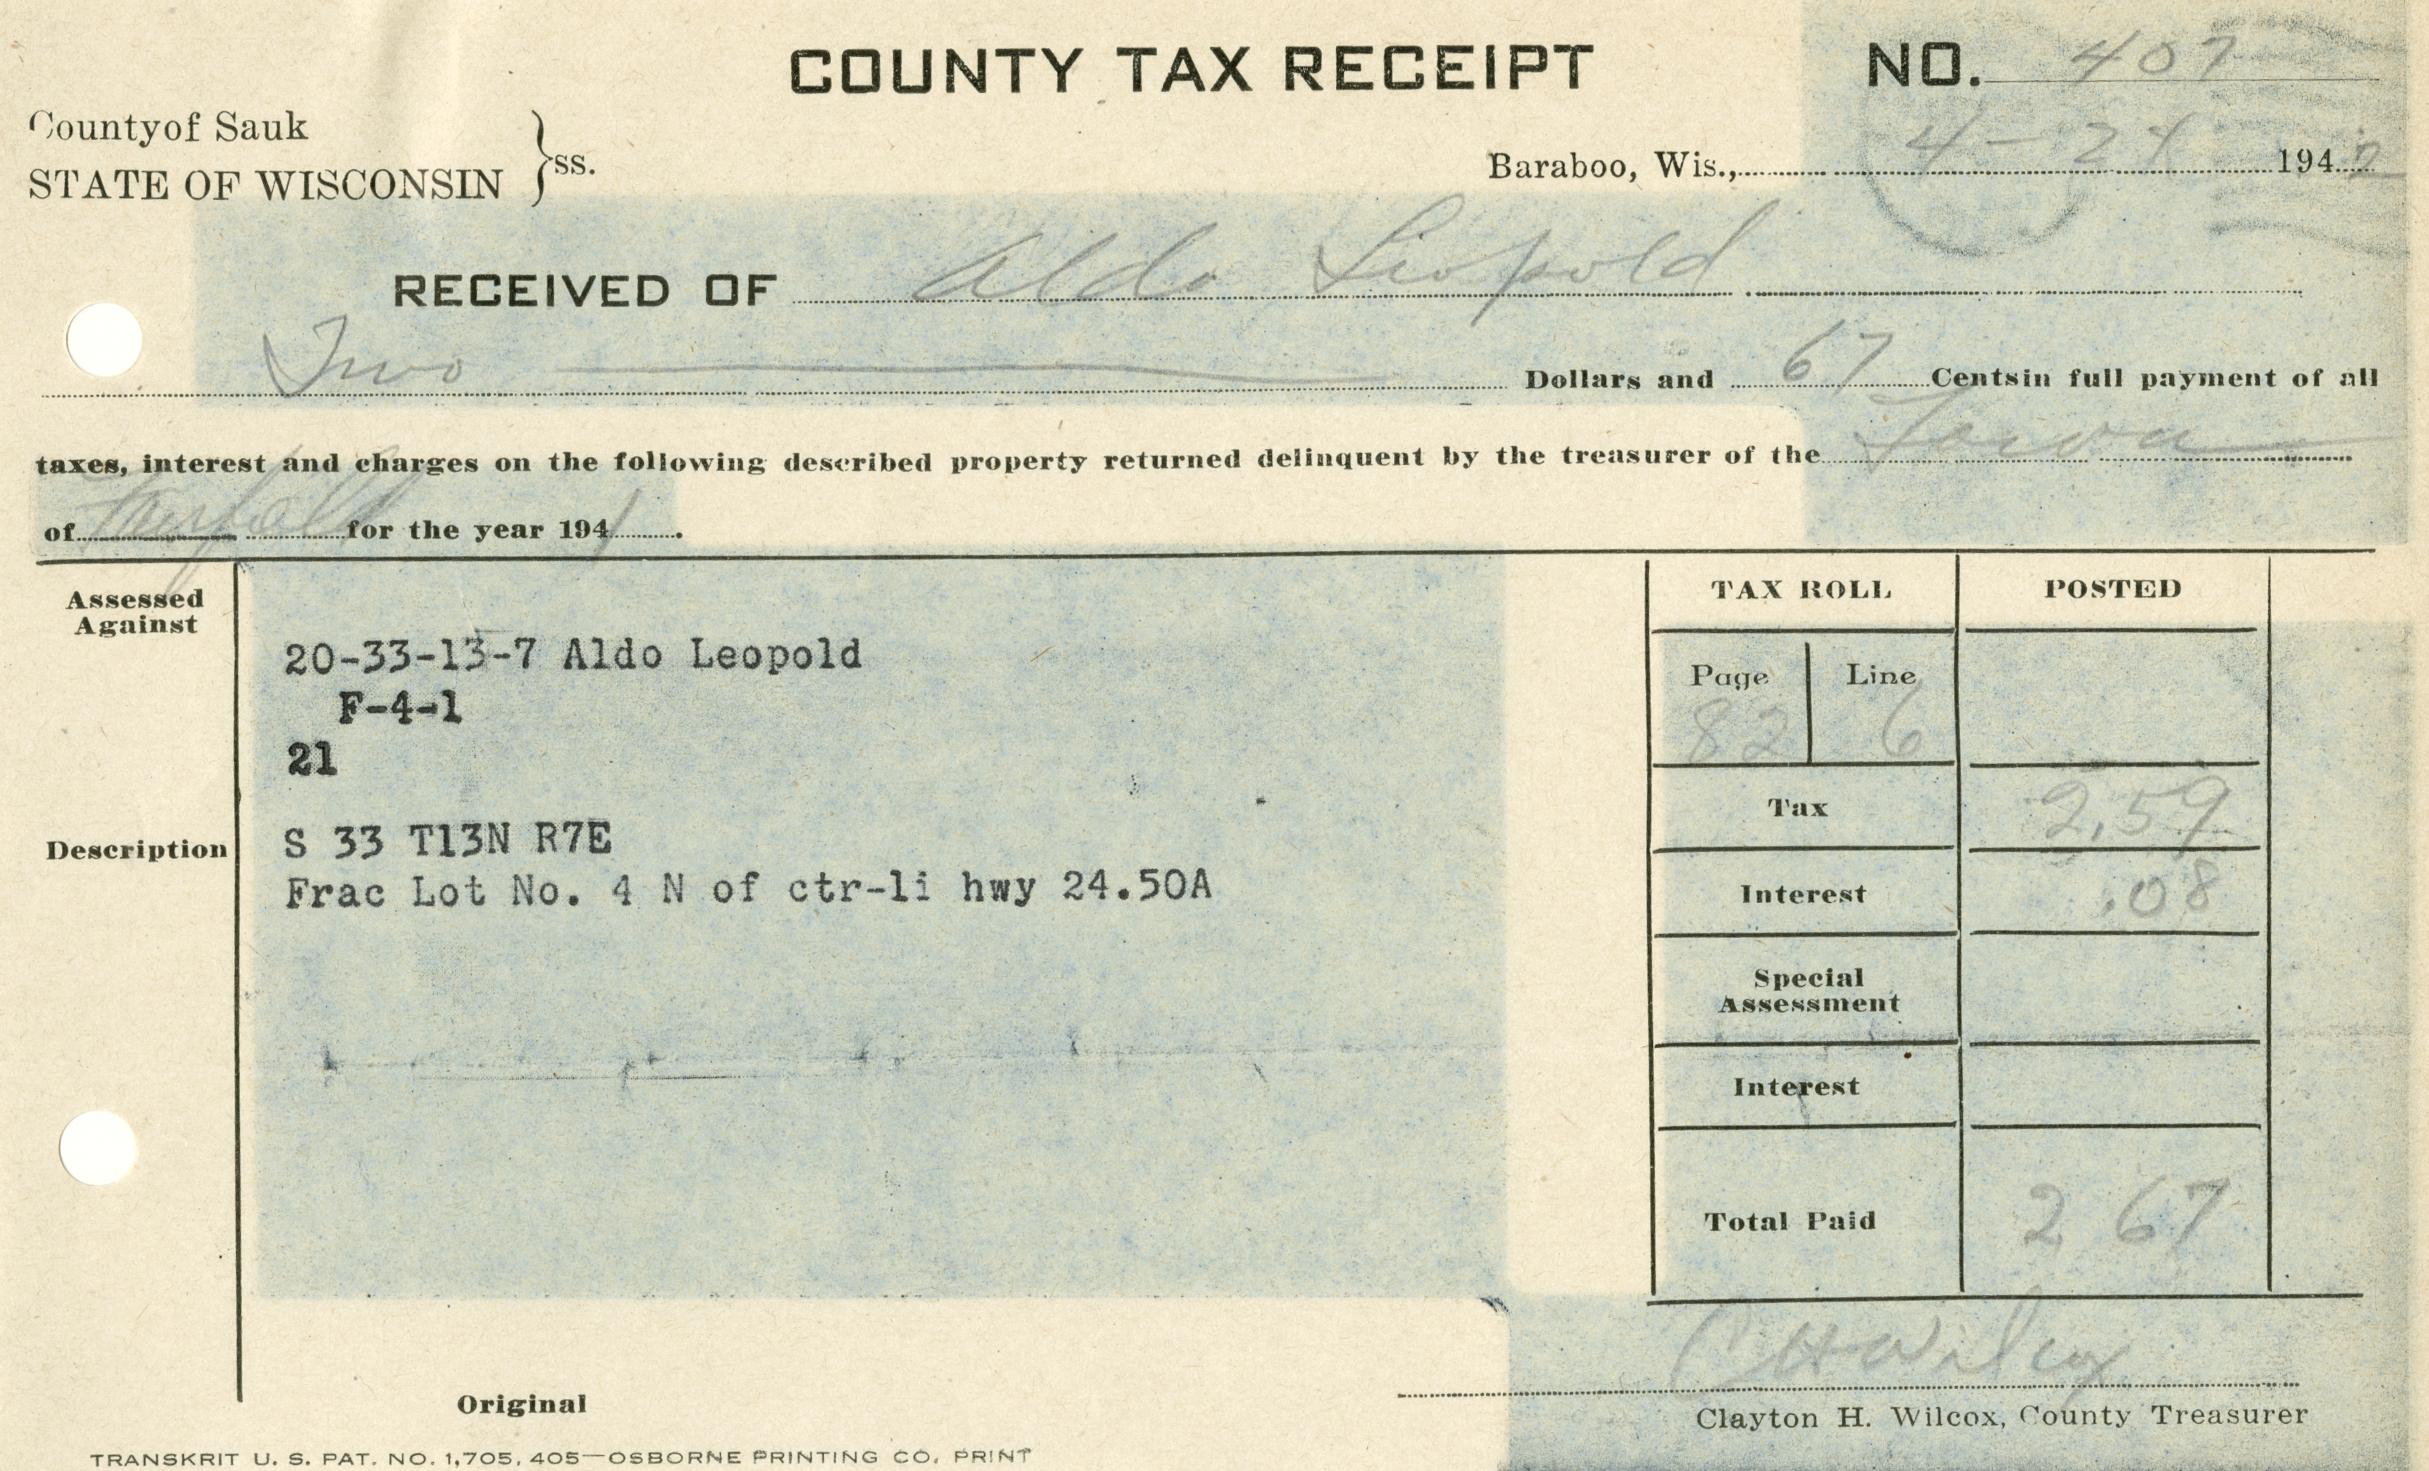 COUNTY TAX RECEIPT NO. 407
County of Sauk
STATE OF WISCONSIN } ss.
Baraboo, Wis., 4-24 1942
RECEIVED OF Aldo Leopold
Two Dollars and 67 Cents in full payment of all
taxes, interest and charges on the following described property returned delinquent by the treasurer of the Town
of Fairfield for the year 1941.
Assessed Against
20-33-13-7 Aldo Leopold
F-4-1
21
Description
S 33 T13N R7E
Frac Lot No. 4 N of ctr-li hwy 24.50A
TAX ROLL POSTED
Page Line
82 6
Tax 2.59
Interest .08
Special Assessment
Interest
Total Paid 2 67
C H Wilcox
Clayton H. Wilcox, County Treasurer
Original
TRANSKRIT U. S. PAT. NO. 1,705, 405—OSBORNE PRINTING CO. PRINT